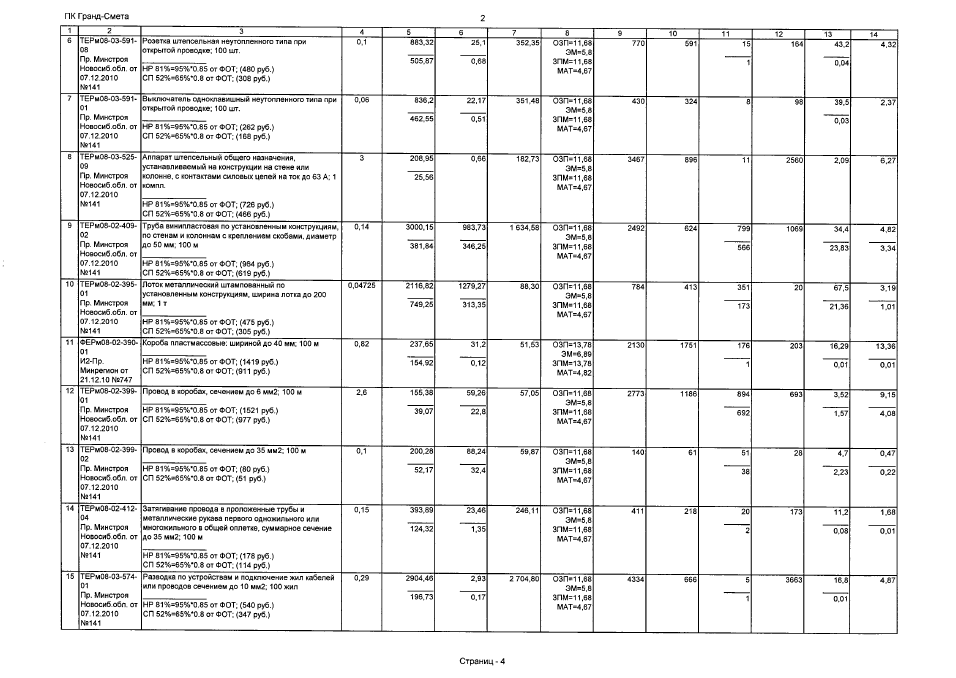 ПК Гранд-Смета
2
1 2 3 4 5 6 7 8 9 10 11 12 13 14
6 ТЕРм08-03-591- Розетка штепсельная неутопленного типа при 0,1 883,32 25,1 352,35 ОЗП=11,68 770 591 15 164 43,2 4,32
08 открытой проводке; 100 шт. ЭМ=5,8
Пр. Минстроя 505,87 0,68 ЗПМ=11,68 1 0,04
Новосиб.обл. от НР 81%=95%*0.85 от ФОТ; (480 руб.) МАТ=4,67
07.12.2010 СП 52%=65%*0.8 от ФОТ; (308 руб.)
№141
7 ТЕРм08-03-591- Выключатель одноклавишный неутопленного типа при 0,06 836,2 22,17 351,48 ОЗП=11,68 430 324 8 98 39,5 2,37
01 открытой проводке; 100 шт. ЭМ=5,8
Пр. Минстроя 462,55 0,51 ЗПМ=11,68 0,03
Новосиб.обл. от НР 81%=95%*0.85 от ФОТ; (262 руб.) МАТ=4,67
07.12.2010 СП 52%=65%*0.8 от ФОТ; (168 руб.)
№141
8 ТЕРм08-03-525- Аппарат штепсельный общего назначения, 3 208,95 0,66 182,73 ОЗП=11,68 3467 896 11 2560 2,09 6,27
09 устанавливаемый на конструкции на стене или ЭМ=5,8
Пр. Минстроя колонне, с контактами силовых цепей на ток до 63 А; 1 25,56 ЗПМ=11,68
Новосиб.обл. от компл. МАТ=4,67
07.12.2010
№141 НР 81%=95%*0.85 от ФОТ; (726 руб.)
СП 52%=65%*0.8 от ФОТ; (466 руб.)
9 ТЕРм08-02-409- Труба винипластовая по установленным конструкциям, 0,14 3000,15 983,73 1 634,58 ОЗП=11,68 2492 624 799 1069 34,4 4,82
02 по стенам и колоннам с креплением скобами, диаметр ЭМ=5,8
Пр. Минстроя до 50 мм; 100 м 381,84 346,25 ЗПМ=11,68 566 23,83 3,34
Новосиб.обл. от МАТ=4,67
07.12.2010 НР 81%=95%*0.85 от ФОТ; (964 руб.)
№141 СП 52%=65%*0.8 от ФОТ; (619 руб.)
10 ТЕРм08-02-395- Лоток металлический штампованный по 0,04725 2116,82 1279,27 88,30 ОЗП=11,68 784 413 351 20 67,5 3,19
01 установленным конструкциям, ширина лотка до 200 ЭМ=5,8
Пр. Минстроя мм; 1 т 749,25 313,35 ЗПМ=11,68 173 21,36 1,01
Новосиб.обл. от МАТ=4,67
07.12.2010 НР 81%=95%*0.85 от ФОТ; (475 руб.)
№141 СП 52%=65%*0.8 от ФОТ; (305 руб.)
11 ФЕРм08-02-390- Короба пластмассовые: шириной до 40 мм; 100 м 0,82 237,65 31,2 51,53 ОЗП=13,78 2130 1751 176 203 16,29 13,36
01 ЭМ=6,89
И2-Пр. НР 81%=95%*0.85 от ФОТ; (1419 руб.) 154,92 0,12 ЗПМ=13,78 1 0,01 0,01
Минрегион от СП 52%=65%*0.8 от ФОТ; (911 руб.) МАТ=4,82
21.12.10 №747
12 ТЕРм08-02-399- Провод в коробах, сечением до 6 мм2; 100 м 2,6 155,38 59,26 57,05 ОЗП=11,68 2773 1186 894 693 3,52 9,15
01 ЭМ=5,8
Пр. Минстроя НР 81%=95%*0.85 от ФОТ; (1521 руб.) 39,07 22,8 ЗПМ=11,68 692 1,57 4,08
Новосиб.обл. от СП 52%=65%*0.8 от ФОТ; (977 руб.) МАТ=4,67
07.12.2010
№141
13 ТЕРм08-02-399- Провод в коробах, сечением до 35 мм2; 100 м 0,1 200,28 88,24 59,87 ОЗП=11,68 140 61 51 28 4,7 0,47
02 ЭМ=5,8
Пр. Минстроя НР 81%=95%*0.85 от ФОТ; (80 руб.) 52,17 32,4 ЗПМ=11,68 38 2,23 0,22
Новосиб.обл. от СП 52%=65%*0.8 от ФОТ; (51 руб.) МАТ=4,67
07.12.2010
№141
14 ТЕРм08-02-412- Затягивание провода в проложенные трубы и 0,15 393,69 23,46 246,11 ОЗП=11,68 411 218 20 173 11,2 1,68
04 металлические рукава первого одножильного или ЭМ=5,8
Пр. Минстроя многожильного в общей оплетке, суммарное сечение 124,32 1,35 ЗПМ=11,68 2 0,08 0,01
Новосиб.обл. от до 35 мм2; 100 м МАТ=4,67
07.12.2010
№141 НР 81%=95%*0.85 от ФОТ; (178 руб.)
СП 52%=65%*0.8 от ФОТ; (114 руб.)
15 ТЕРм08-03-574- Разводка по устройствам и подключение жил кабелей 0,29 2904,46 2,93 2 704,80 ОЗП=11,68 4334 666 5 3663 16,8 4,87
01 или проводов сечением до 10 мм2; 100 жил ЭМ=5,8
Пр. Минстроя 196,73 0,17 ЗПМ=11,68 1 0,01
Новосиб.обл. от НР 81%=95%*0.85 от ФОТ; (540 руб.) МАТ=4,67
07.12.2010 СП 52%=65%*0.8 от ФОТ; (347 руб.)
№141
Страниц - 4